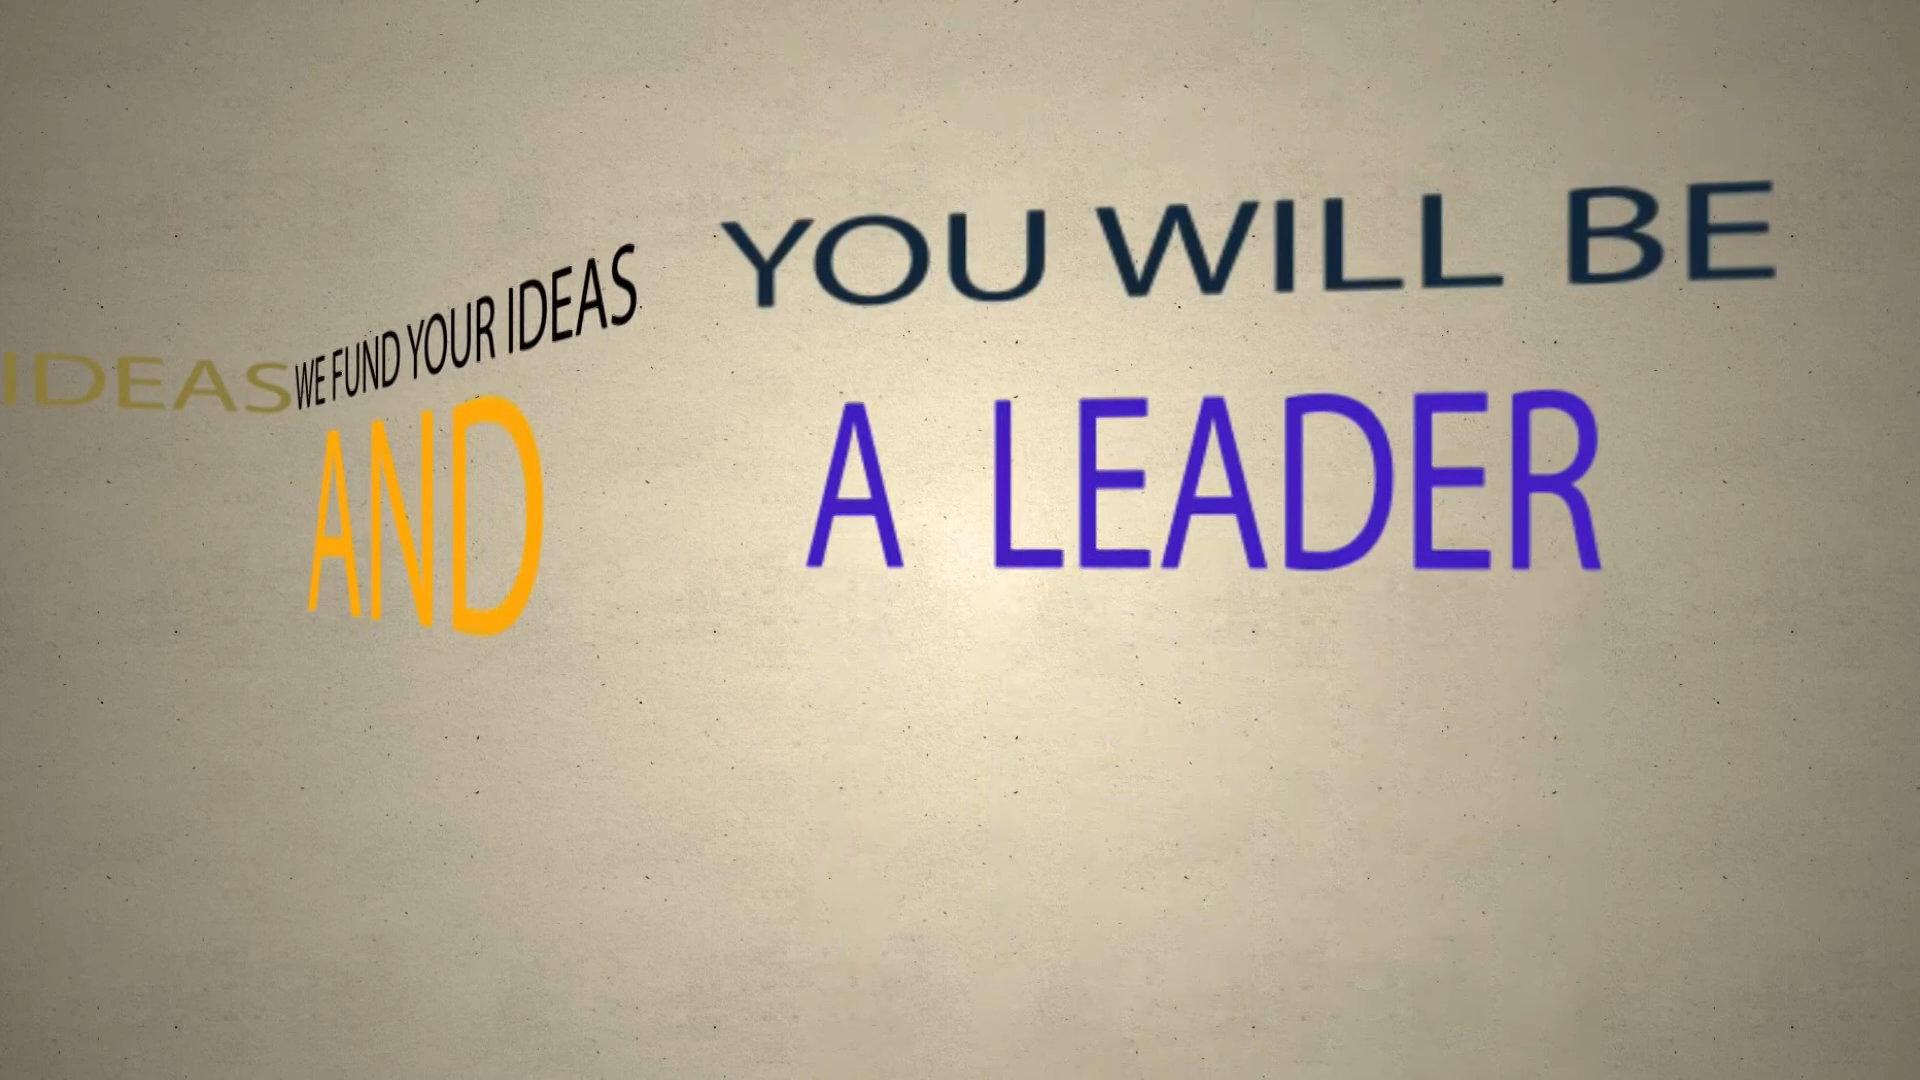 IDEAS
WE FUND YOUR IDEAS
AND
YOU WILL BE
A LEADER